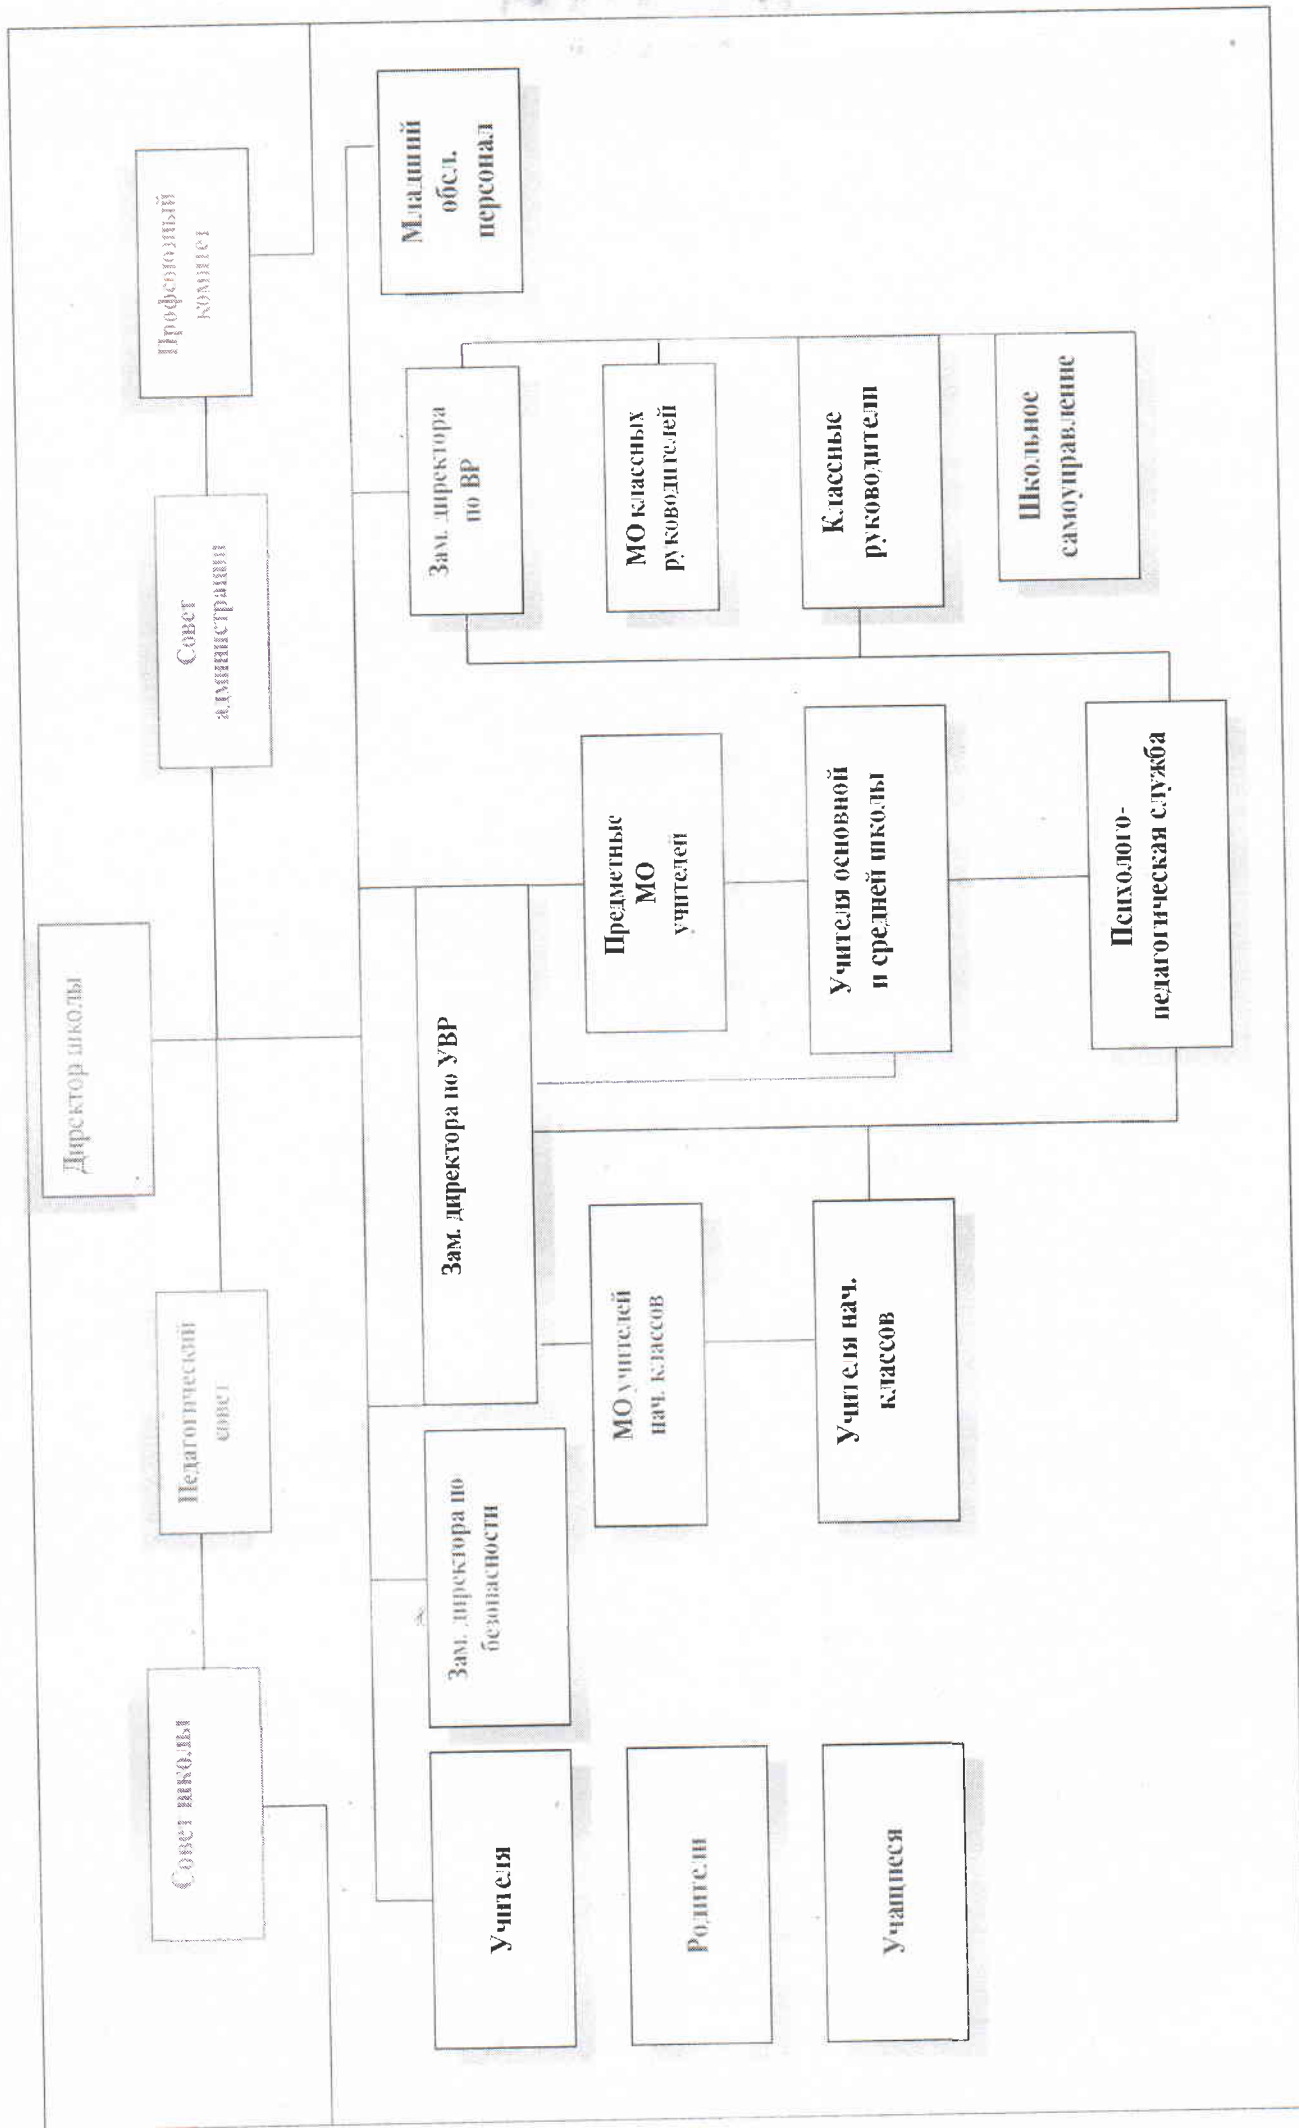 Директор школы
Совет школы
Педагогический
совет
Совет
администрации
Профсоюзный
комитет
Учителя
Зам. директора по
безопасности
Зам. директора по УВР
Зам. директора
по ВР
Младший
обсл.
персонал
Родители
МО учителей
нач. классов
Предметные
МО
учителей
МО классных
руководителей
Учащиеся
Учителя нач.
классов
Учителя основной
и средней школы
Классные
руководители
Школьное
самоуправление
Психолого-
педагогическая служба